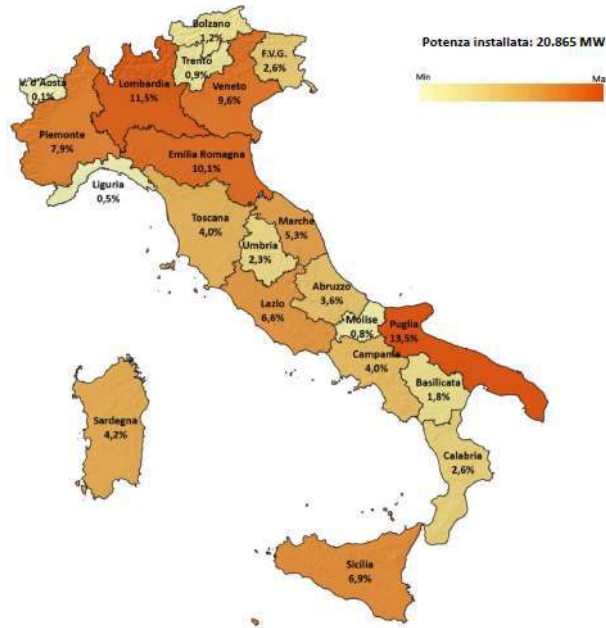 Potenza installata: 20.865 MW
Min
Ma
Bolzano
1,2%
Trento
0,9%
F.V.G.
2,6%
V. d'Aosta
0,1%
Lombardia
11,5%
Veneto
9,6%
Piemonte
7,9%
Emilia Romagna
10,1%
Liguria
0,5%
Toscana
4,0%
Marche
5,3%
Umbria
2,3%
Abruzzo
3,6%
Lazio
6,6%
Molise
0,8%
Puglia
13,5%
Campania
4,0%
Basilicata
1,8%
Sardegna
4,2%
Calabria
2,6%
Sicilia
6,9%